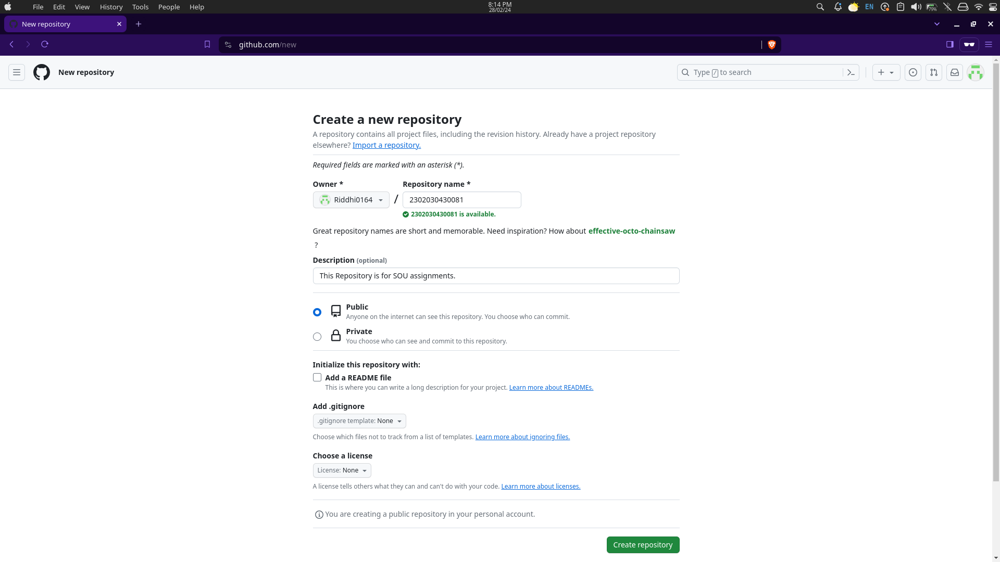 File Edit View History Tools People Help
8:14 PM
28/02/24
EN
79%
New repository
github.com/new
New repository
Type / to search
Create a new repository
A repository contains all project files, including the revision history. Already have a project repository
elsewhere? Import a repository.
Required fields are marked with an asterisk (*).
Owner * Repository name *
Riddhi0164 / 2302030430081
2302030430081 is available.
Great repository names are short and memorable. Need inspiration? How about effective-octo-chainsaw
?
Description (optional)
This Repository is for SOU assignments.
Public
Anyone on the internet can see this repository. You choose who can commit.
Private
You choose who can see and commit to this repository.
Initialize this repository with:
Add a README file
This is where you can write a long description for your project. Learn more about READMEs.
Add .gitignore
.gitignore template: None
Choose which files not to track from a list of templates. Learn more about ignoring files.
Choose a license
License: None
A license tells others what they can and can't do with your code. Learn more about licenses.
You are creating a public repository in your personal account.
Create repository